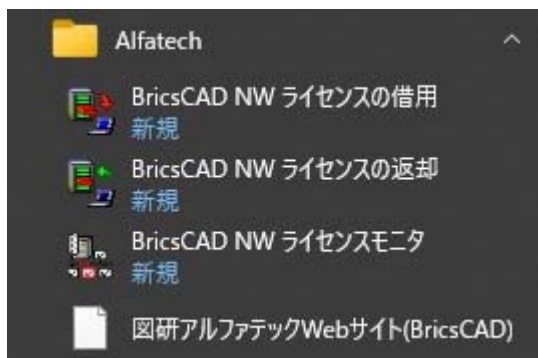 Alfatech
BricsCAD NW ライセンスの借用
新規
BricsCAD NW ライセンスの返却
新規
BricsCAD NW ライセンスモニタ
新規
図研アルファテックWebサイト(BricsCAD)